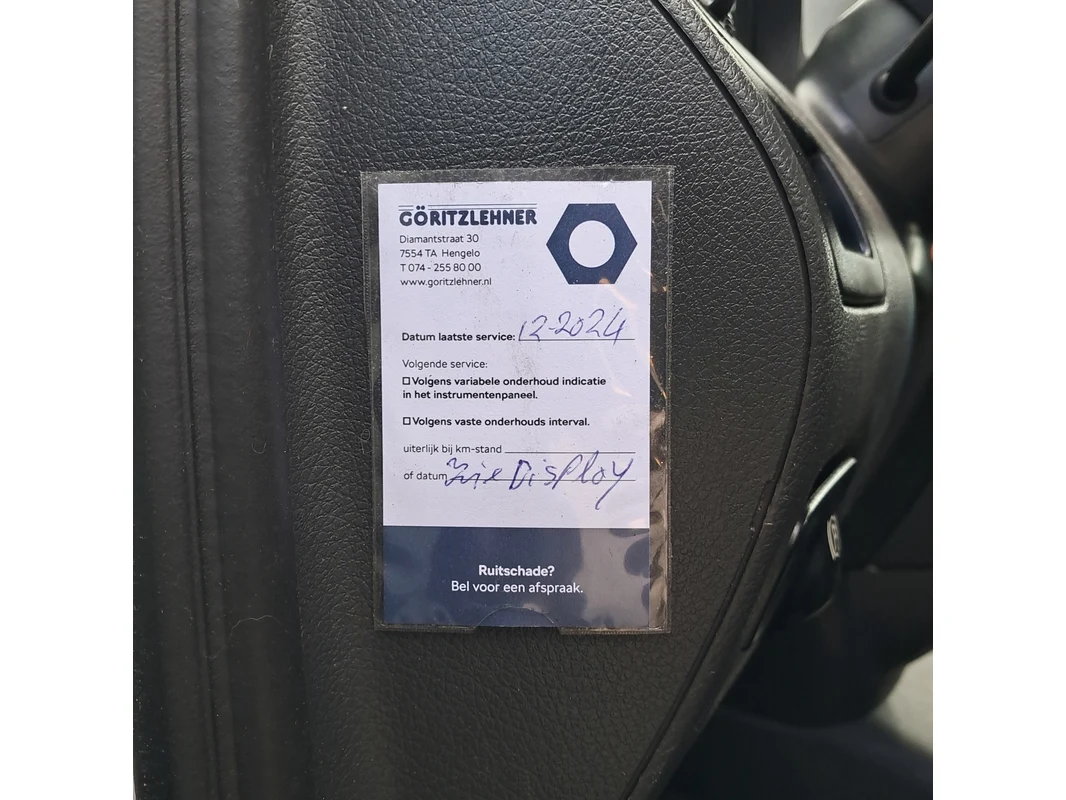 GÖRITZLEHNER
Diamantstraat 30
7554 TA Hengelo
T 074 - 255 80 00
www.goritzlehner.nl
Datum laatste service: 12-2024
Volgende service:
☐ Volgens variabele onderhoud indicatie
in het instrumentenpaneel.
☐ Volgens vaste onderhouds interval.
uiterlijk bij km-stand
of datum zie Display
Ruitschade?
Bel voor een afspraak.